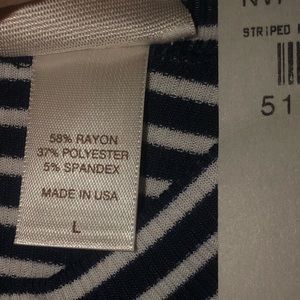 58% RAYON
37% POLYESTER
5% SPANDEX
MADE IN USA
L
STRIPED
51